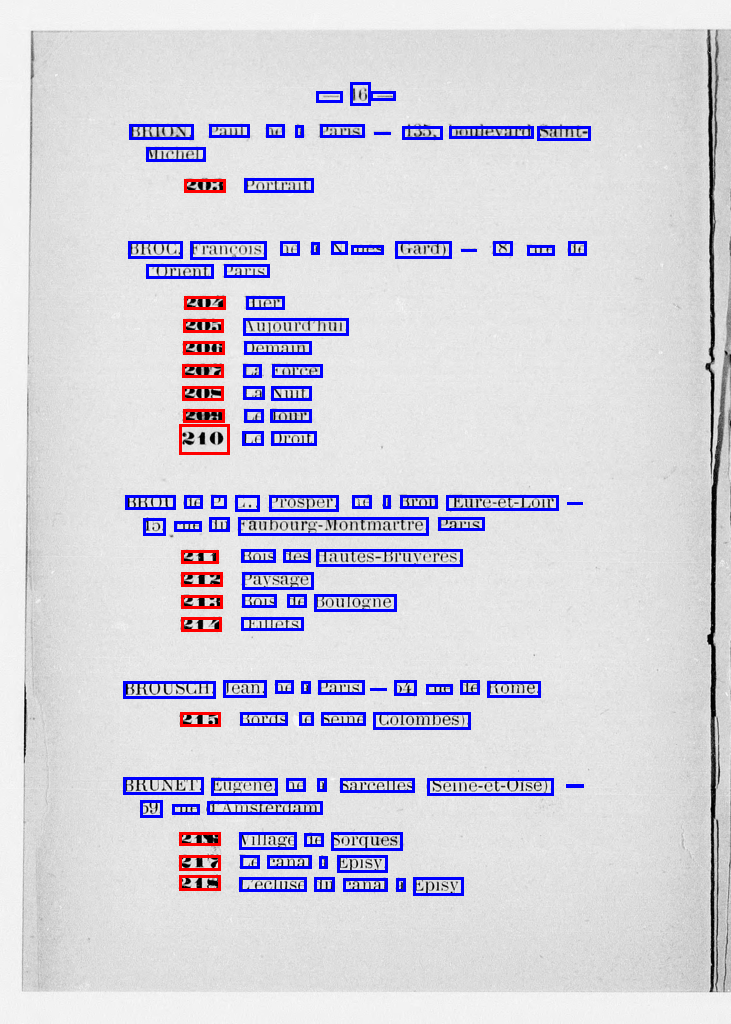 — 16 —
BRION, Paul, né à Paris. — 135, boulevard Saint-
Michel.
203 Portrait.
BROC, François, né à Nîmes (Gard). — 8, rue de
l'Orient, Paris.
204 Hier.
205 Aujourd'hui.
206 Demain.
207 La Force.
208 La Nuit.
209 Le Jour.
210 Le Droit.
BROU de P... Prosper, né à Brou (Eure-et-Loir). —
15, rue du Faubourg-Montmartre, Paris.
211 Bois des Hautes-Bruyères.
212 Paysage.
213 Bois de Boulogne.
214 Œillets.
BROUSCH, Jean, né à Paris. — 54, rue de Rome.
215 Bords de Seine (Colombes).
BRUNET, Eugène, né à Sarcelles (Seine-et-Oise). —
59, rue d'Amsterdam.
216 Village de Sorques.
217 Le canal à Episy.
218 L'écluse du canal à Episy.